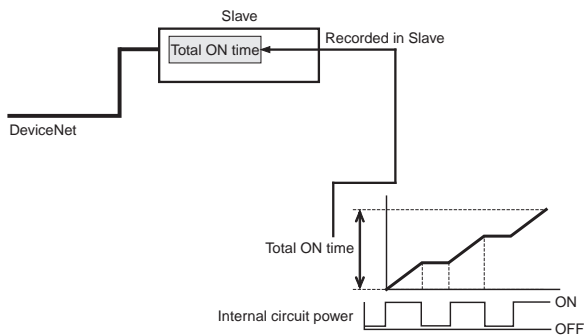 Slave
Total ON time
Recorded in Slave
DeviceNet
Total ON time
Internal circuit power
ON
OFF